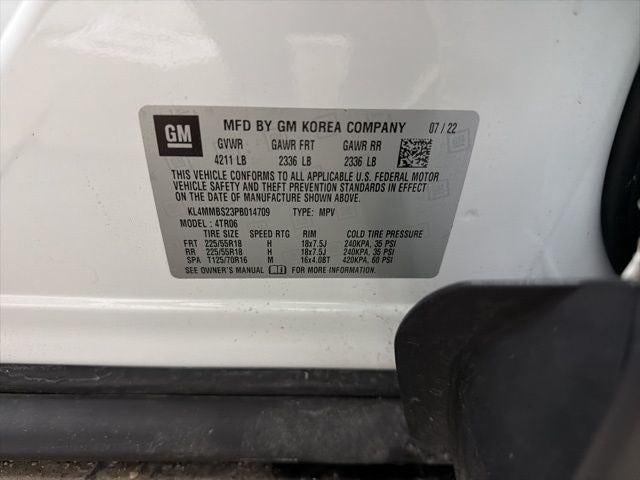 GM MFD BY GM KOREA COMPANY 07 / 22
GVWR GAWR FRT GAWR RR
4211 LB 2336 LB 2336 LB
THIS VEHICLE CONFORMS TO ALL APPLICABLE U.S. FEDERAL MOTOR
VEHICLE SAFETY AND THEFT PREVENTION STANDARDS IN EFFECT
ON THE DATE OF MANUFACTURE SHOWN ABOVE.
KL4MMBS23PB014709 TYPE: MPV
MODEL : 4TR06
TIRE SIZE SPEED RTG RIM COLD TIRE PRESSURE
FRT 225/55R18 H 18x7.5J 240KPA, 35 PSI
RR 225/55R18 H 18x7.5J 240KPA, 35 PSI
SPA T125/70R16 M 16x4.0BT 420KPA, 60 PSI
SEE OWNER'S MANUAL FOR MORE INFORMATION.